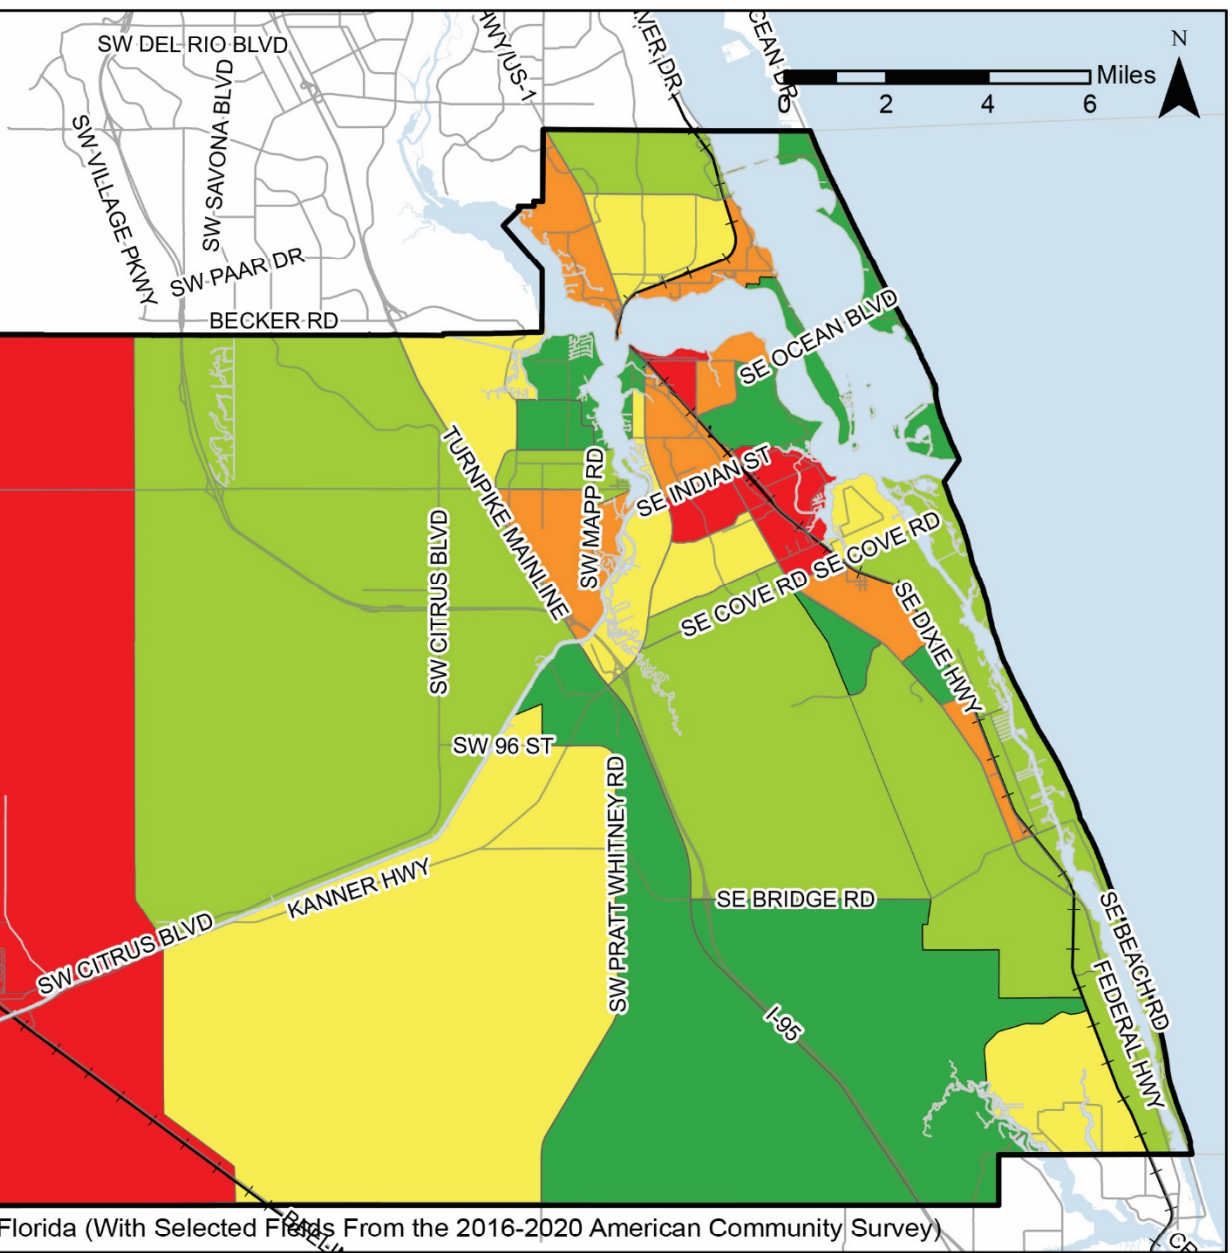 SW DEL RIO BLVD
HWY/US-1
N
Miles
0 2 4 6
SW SAVONA BLVD
SW VILLAGE PKWY
SW PAAR DR
BECKER RD
SE OCEAN BLVD
TURNPIKE MAINLINE
SW MAPP RD
SE INDIAN ST
SW CITRUS BLVD
SE COVE RD
SE COVE RD
SE DIXIE HWY
SW 96 ST
SW PRATT WHITNEY RD
KANNER HWY
SE BRIDGE RD
SW CITRUS BLVD
SE BEACH RD
FEDERAL HWY
I-95
Florida (With Selected Fields From the 2016-2020 American Community Survey)